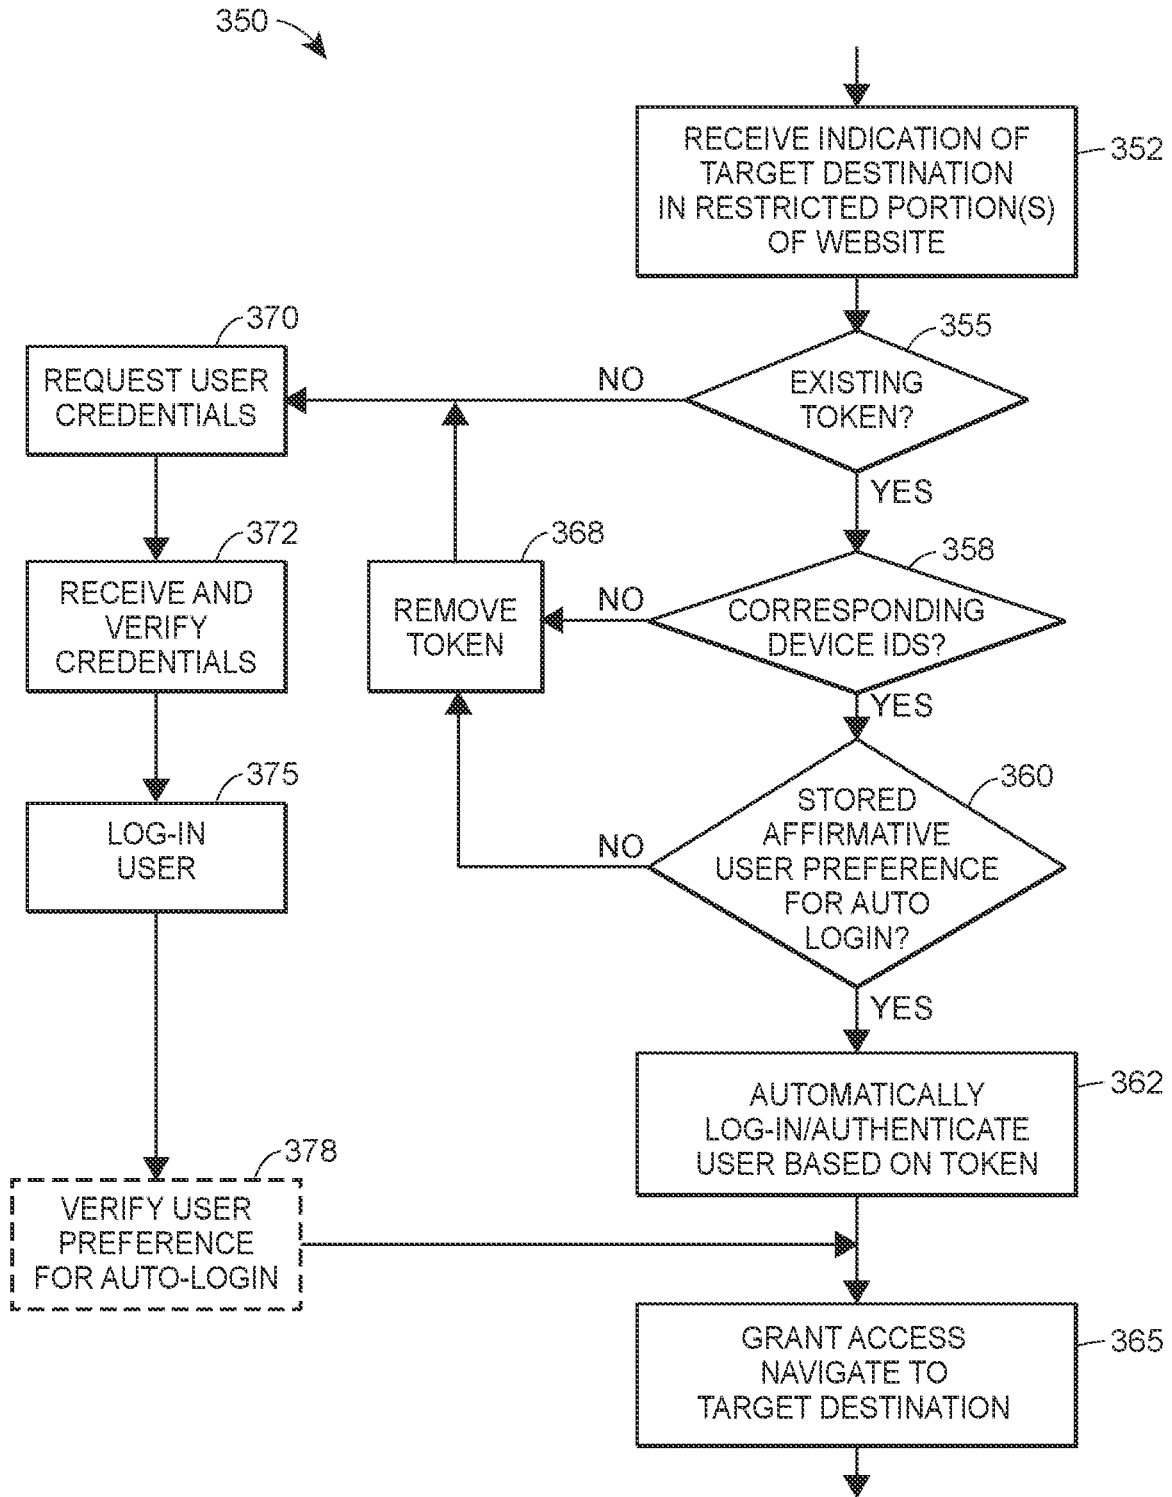 350
RECEIVE INDICATION OF
TARGET DESTINATION
IN RESTRICTED PORTION(S)
OF WEBSITE
352
355
EXISTING
TOKEN?
NO
YES
370
REQUEST USER
CREDENTIALS
372
RECEIVE AND
VERIFY
CREDENTIALS
368
REMOVE
TOKEN
NO
358
CORRESPONDING
DEVICE IDS?
YES
375
LOG-IN
USER
360
STORED
AFFIRMATIVE
USER PREFERENCE
FOR AUTO
LOGIN?
NO
YES
362
AUTOMATICALLY
LOG-IN/AUTHENTICATE
USER BASED ON TOKEN
378
VERIFY USER
PREFERENCE
FOR AUTO-LOGIN
365
GRANT ACCESS
NAVIGATE TO
TARGET DESTINATION